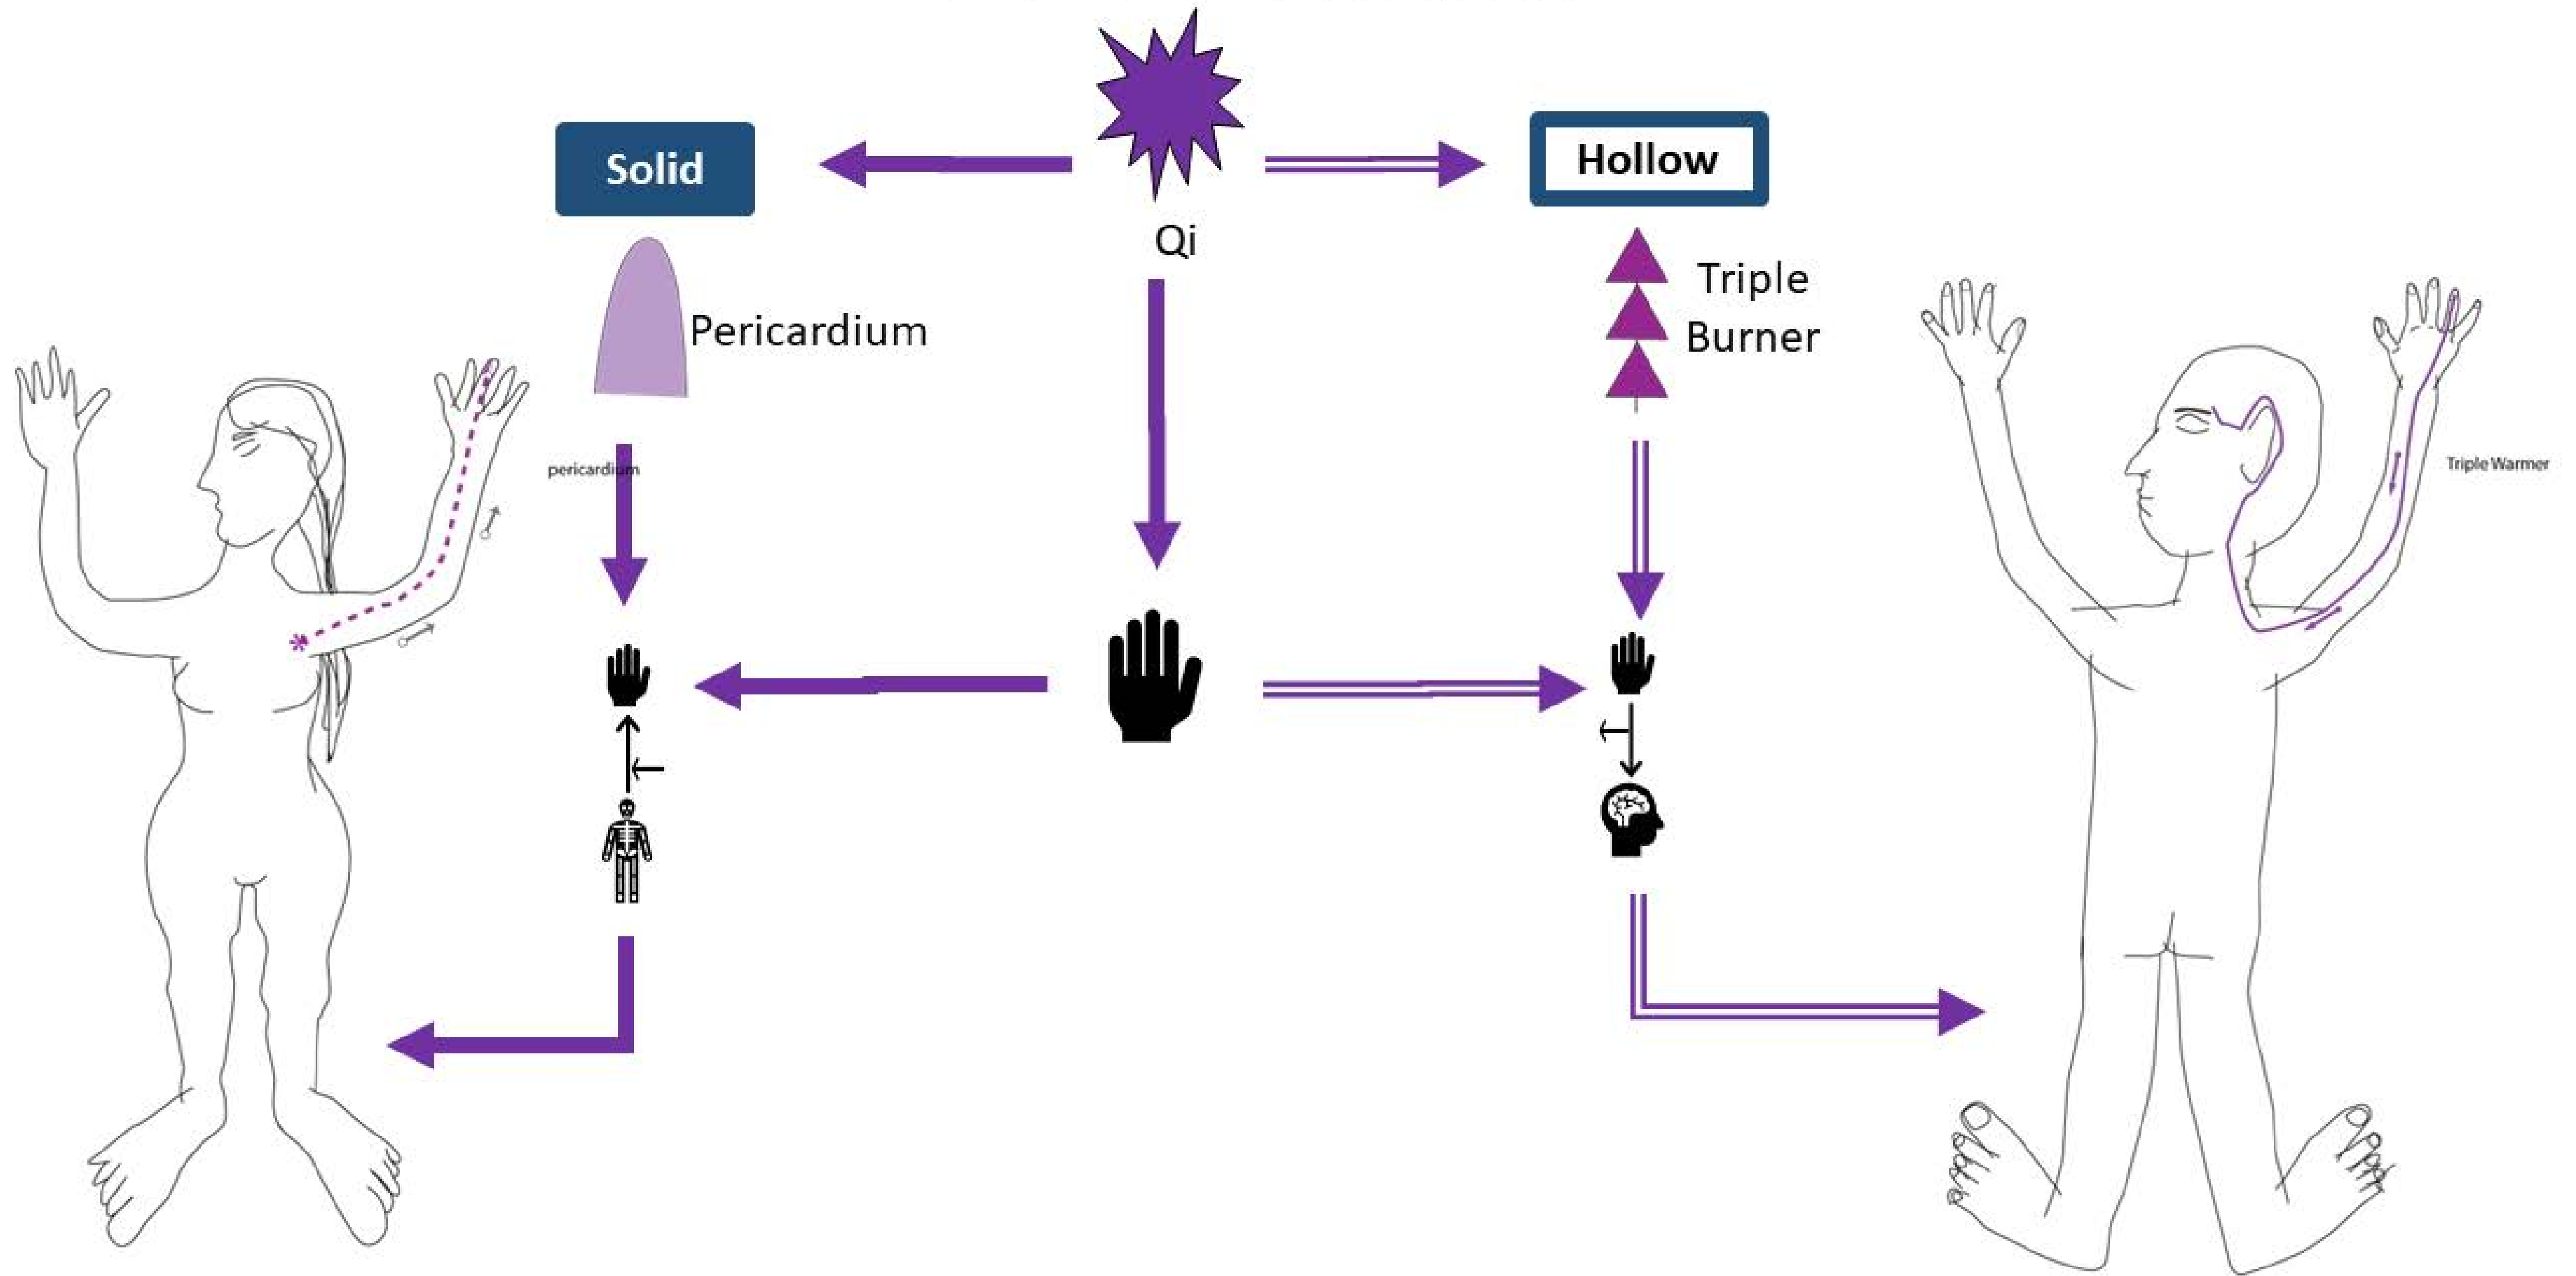 Solid
Hollow
Qi
Triple
Burner
Pericardium
pericardium
Triple Warmer